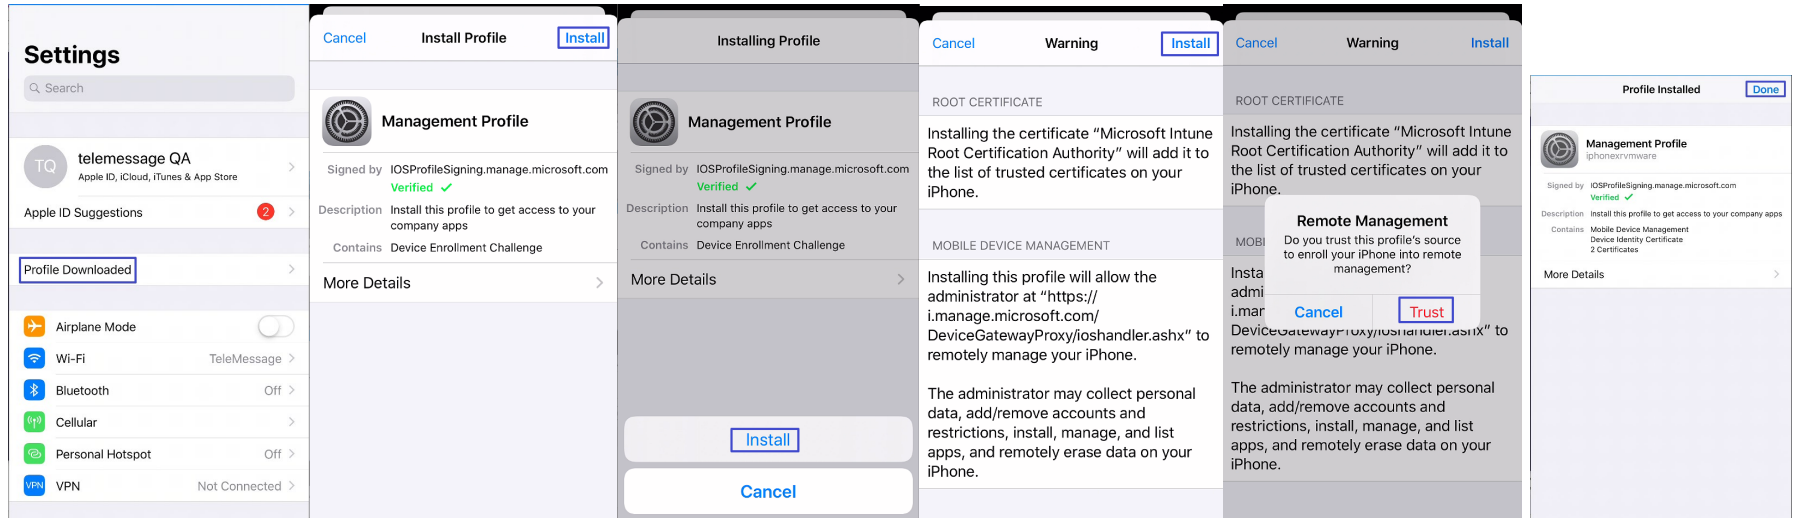 Settings
Search
TQ
telemessage QA
Apple ID, iCloud, iTunes & App Store
Apple ID Suggestions 2
Profile Downloaded
Airplane Mode
Wi-Fi TeleMessage
Bluetooth Off
Cellular
Personal Hotspot Off
VPN VPN Not Connected
Cancel Install Profile Install
Management Profile
Signed by IOSProfileSigning.manage.microsoft.com
Verified
Description Install this profile to get access to your
company apps
Contains Device Enrollment Challenge
More Details
Installing Profile
Management Profile
Signed by IOSProfileSigning.manage.microsoft.com
Verified
Description Install this profile to get access to your
company apps
Contains Device Enrollment Challenge
More Details
Install
Cancel
Cancel Warning Install
ROOT CERTIFICATE
Installing the certificate “Microsoft Intune
Root Certification Authority” will add it to
the list of trusted certificates on your
iPhone.
MOBILE DEVICE MANAGEMENT
Installing this profile will allow the
administrator at “https://
i.manage.microsoft.com/
DeviceGatewayProxy/ioshandler.ashx” to
remotely manage your iPhone.
The administrator may collect personal
data, add/remove accounts and
restrictions, install, manage, and list
apps, and remotely erase data on your
iPhone.
Cancel Warning Install
ROOT CERTIFICATE
Installing the certificate “Microsoft Intune
Root Certification Authority” will add it to
the list of trusted certificates on your
iPhone.
Remote Management
Do you trust this profile's source
to enroll your iPhone into remote
management?
Cancel Trust
DeviceGatewayProxy/ioshandler.ashx” to
remotely manage your iPhone.
The administrator may collect personal
data, add/remove accounts and
restrictions, install, manage, and list
apps, and remotely erase data on your
iPhone.
Profile Installed Done
Management Profile
iphonexrvmware
Signed by IOSProfileSigning.manage.microsoft.com
Verified
Description Install this profile to get access to your company apps
Contains Mobile Device Management
Device Identity Certificate
2 Certificates
More Details